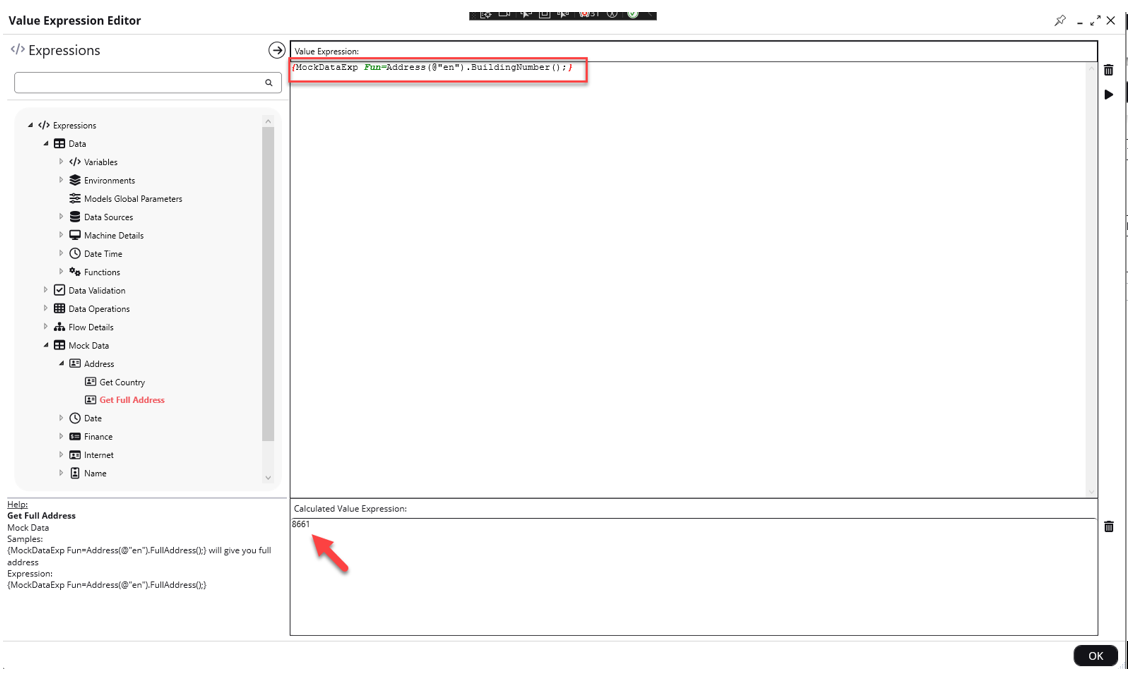 Value Expression Editor
Expressions
Expressions
Data
Variables
Environments
Models Global Parameters
Data Sources
Machine Details
Date Time
Functions
Data Validation
Data Operations
Flow Details
Mock Data
Address
Get Country
Get Full Address
Date
Finance
Internet
Name
Help:
Get Full Address
Mock Data
Samples:
{MockDataExp Fun=Address(@"en").FullAddress();} will give you full
address
Expression:
{MockDataExp Fun=Address(@"en").FullAddress();}
Value Expression:
{MockDataExp Fun=Address(@"en").BuildingNumber();}
Calculated Value Expression:
8661
OK